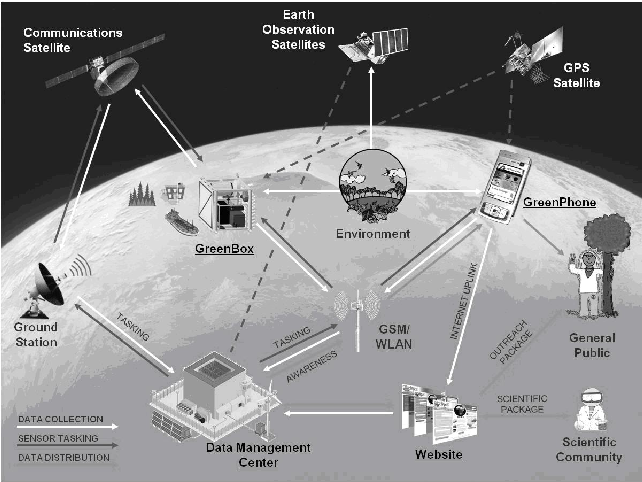 Communications
Satellite
Earth
Observation
Satellites
GPS
Satellite
GreenBox
Environment
GreenPhone
Ground
Station
TASKING
TASKING
AWARENESS
GSM/
WLAN
INTERNET UPLINK
OUTREACH
PACKAGE
General
Public
DATA COLLECTION
SENSOR TASKING
DATA DISTRIBUTION
Data Management
Center
Website
SCIENTIFIC
PACKAGE
Scientific
Community